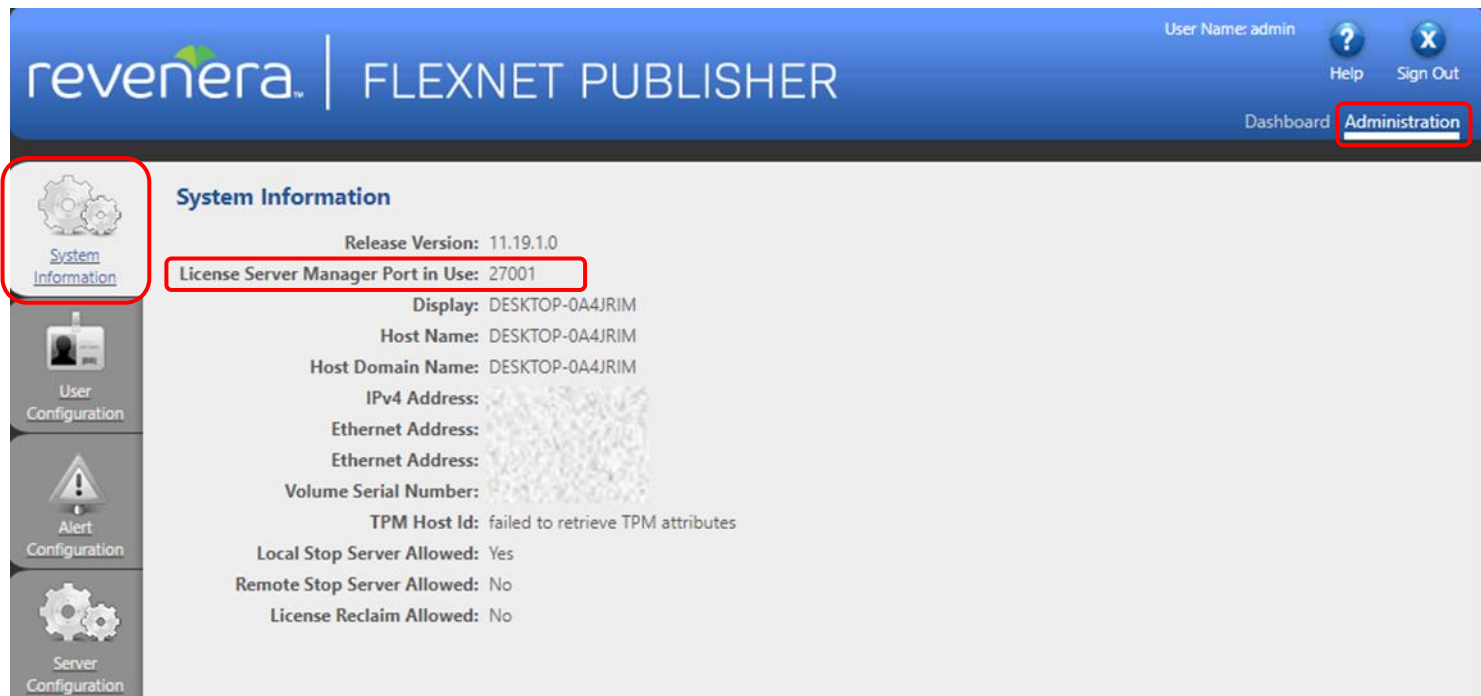 User Name: admin
revenera™ FLEXNET PUBLISHER
? X
Help Sign Out
Dashboard Administration
System Information
System
Information
User
Configuration
Alert
Configuration
Server
Configuration
Release Version: 11.19.1.0
License Server Manager Port in Use: 27001
Display: DESKTOP-0A4JRIM
Host Name: DESKTOP-0A4JRIM
Host Domain Name: DESKTOP-0A4JRIM
IPv4 Address:
Ethernet Address:
Ethernet Address:
Volume Serial Number:
TPM Host Id: failed to retrieve TPM attributes
Local Stop Server Allowed: Yes
Remote Stop Server Allowed: No
License Reclaim Allowed: No